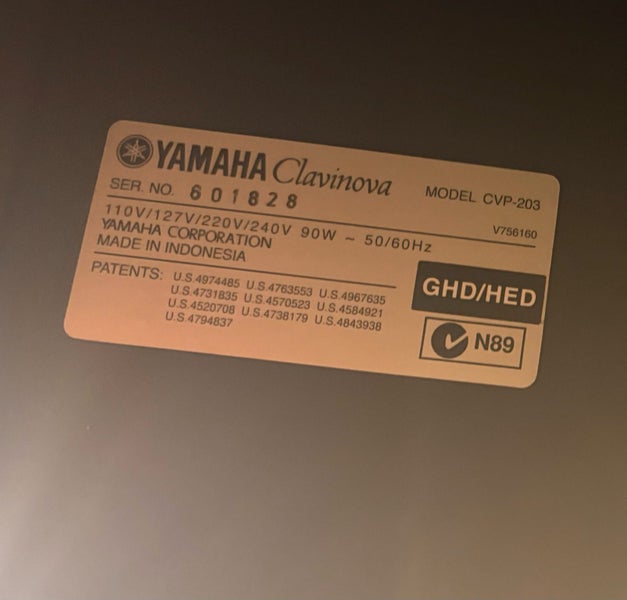 YAMAHA Clavinova
MODEL CVP-203
SER. NO. 601828
V756160
110V/127V/220V/240V 90W ~ 50/60Hz
YAMAHA CORPORATION
MADE IN INDONESIA
PATENTS: U.S.4974485 U.S.4763553 U.S.4967635
U.S.4731835 U.S.4570523 U.S.4584921
U.S.4520708 U.S.4738179 U.S.4843938
U.S.4794837
GHD/HED
N89